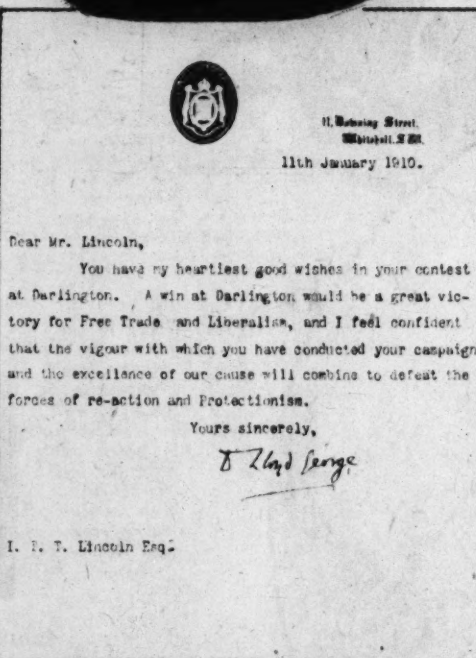 11, Downing Street,
Whitehall, S.W.
11th January 1910.
Dear Mr. Lincoln,
You have my heartiest good wishes in your contest
at Darlington. A win at Darlington would be a great vic-
tory for Free Trade and Liberalism, and I feel confident
that the vigour with which you have conducted your campaign
and the excellence of our cause will combine to defeat the
forces of re-action and Protectionism.
Yours sincerely,
D Lloyd George
I. T. Lincoln Esq.